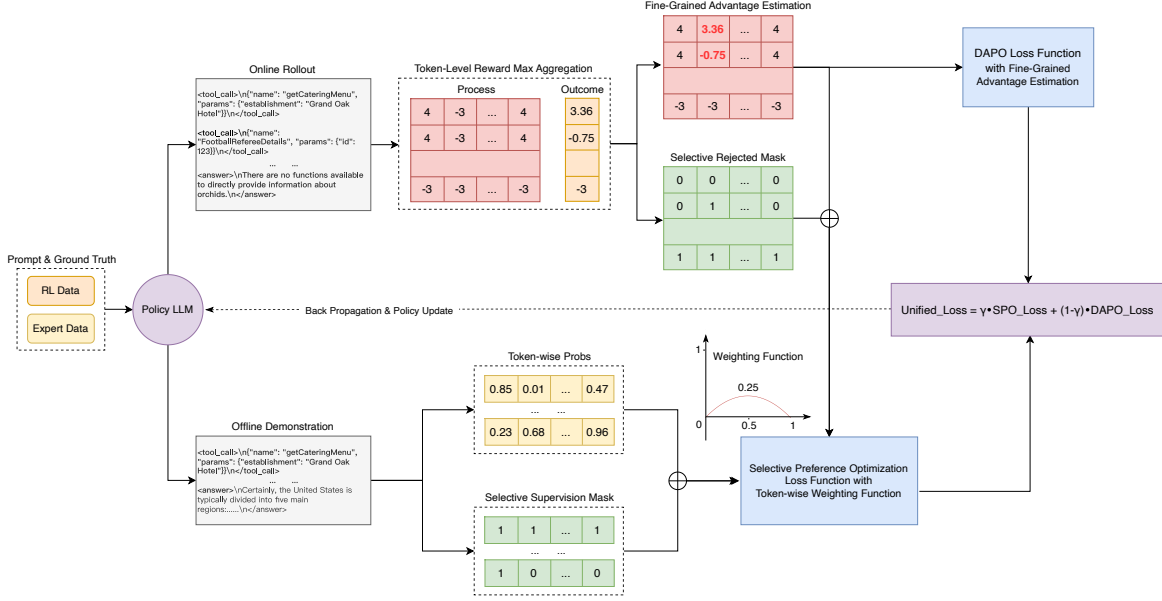 Fine-Grained Advantage Estimation
4 3.36 ... 4
4 -0.75 ... 4
-3 -3 ... -3
DAPO Loss Function
with Fine-Grained
Advantage Estimation
Online Rollout
<tool_call>\n{"name": "getCateringMenu",
"params": {"establishment": "Grand Oak
Hotel"}}\n</tool_call>
<tool_call>\n{"name":
"FootballRefereeDetails", "params": {"id":
123}}\n</tool_call>
... ...
<answer>\nThere are no functions available
to directly provide information about
orchids.\n</answer>
Token-Level Reward Max Aggregation
Process
4 -3 ... 4
4 -3 ... 4
-3 -3 ... -3
Outcome
3.36
-0.75
-3
Selective Rejected Mask
0 0 ... 0
0 1 ... 0
1 1 ... 1
Prompt & Ground Truth
RL Data
Expert Data
Policy LLM
Back Propagation & Policy Update
Unified_Loss = γ•SPO_Loss + (1-γ)•DAPO_Loss
Offline Demonstration
<tool_call>\n{"name": "getCateringMenu",
"params": {"establishment": "Grand Oak
Hotel"}}\n</tool_call>
... ...
<answer>\nCertainly, the United States is
typically divided into five main
regions:......\n</answer>
Token-wise Probs
0.85 0.01 ... 0.47
... ...
0.23 0.68 ... 0.96
Selective Supervision Mask
1 1 ... 1
... ...
1 0 ... 0
Weighting Function
1
0.25
0
0.5
1
Selective Preference Optimization
Loss Function with
Token-wise Weighting Function